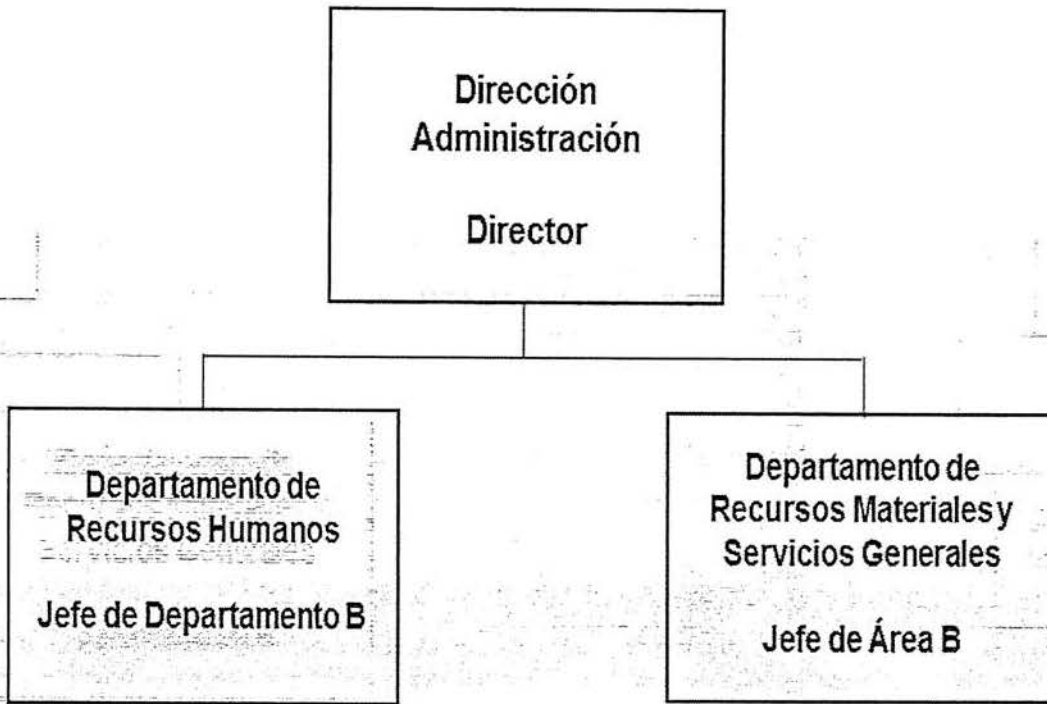 Dirección
Administración
Director
Departamento de
Recursos Humanos
Jefe de Departamento B
Departamento de
Recursos Materiales y
Servicios Generales
Jefe de Área B